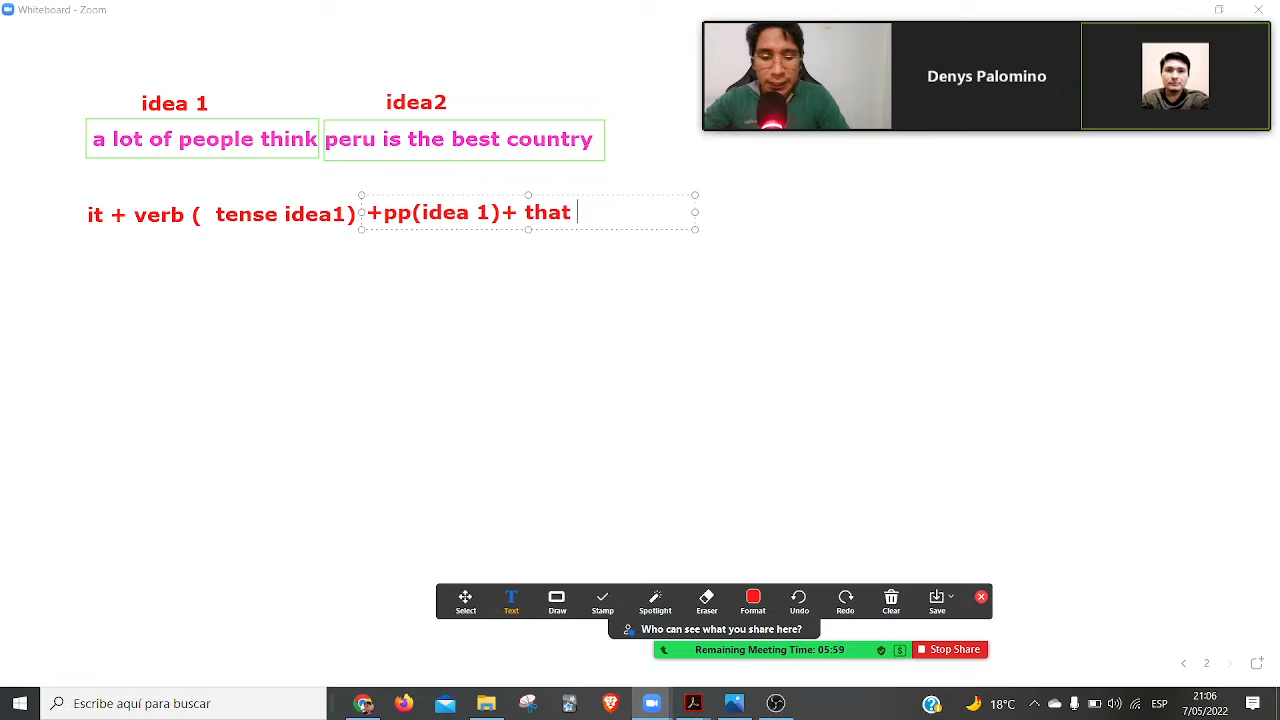 Whiteboard - Zoom
Denys Palomino
idea 1
idea2
a lot of people think peru is the best country
it + verb ( tense idea1) +pp(idea 1)+ that
Select Text Draw Stamp Spotlight Eraser Format Undo Redo Clear Save
Who can see what you share here?
Remaining Meeting Time: 05:59 $ Stop Share
2
Escribe aquí para buscar
18°C
ESP
21:06
7/05/2022